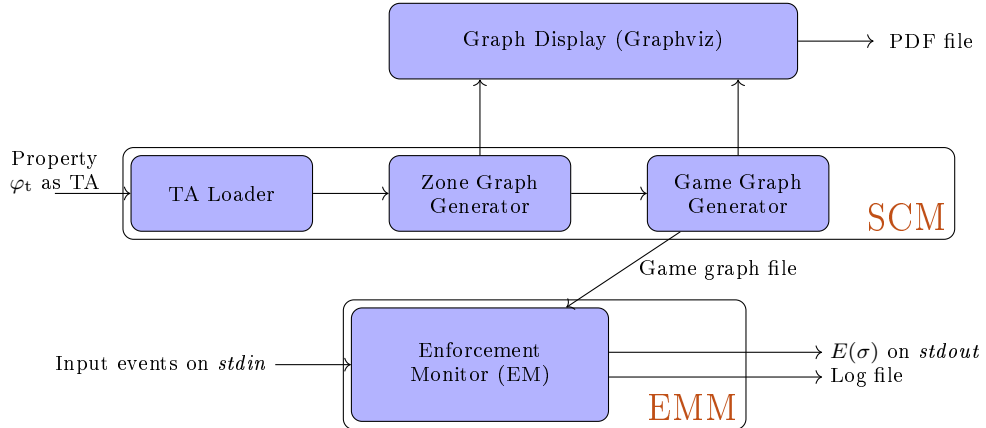 Graph Display (Graphviz)
PDF file
Property
φt as TA
TA Loader
Zone Graph
Generator
Game Graph
Generator
SCM
Game graph file
Input events on stdin
Enforcement
Monitor (EM)
E(σ) on stdout
Log file
EMM